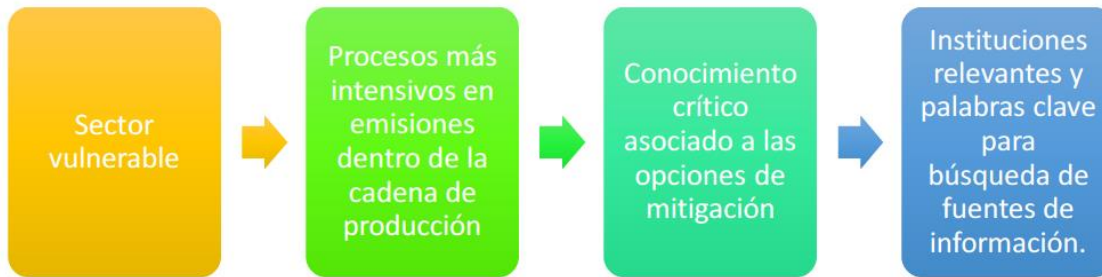 Sector
vulnerable
Procesos más
intensivos en
emisiones
dentro de la
cadena de
producción
Conocimiento
crítico
asociado a las
opciones de
mitigación
Instituciones
relevantes y
palabras clave
para
búsqueda de
fuentes de
información.